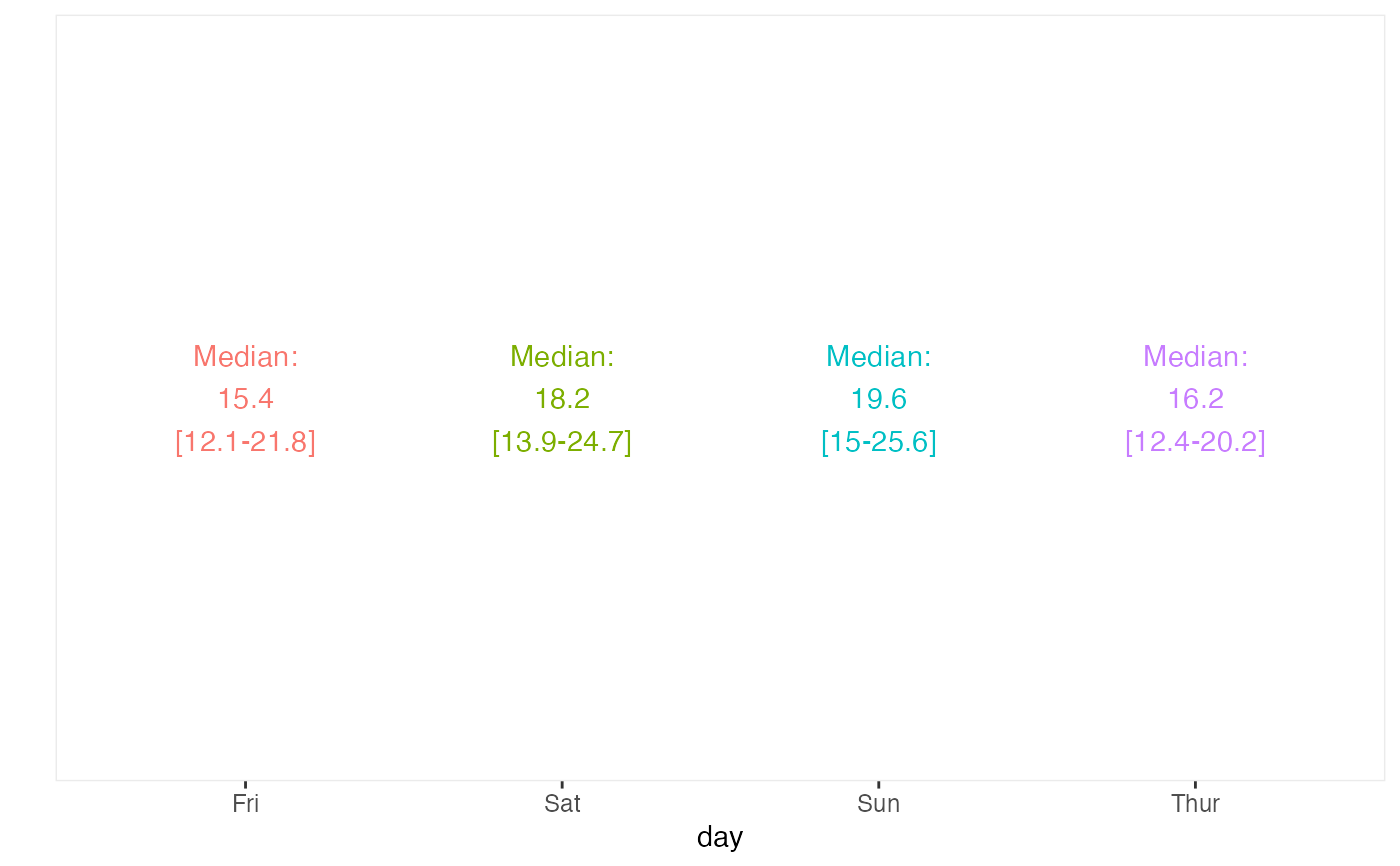 Median: Median: Median: Median:
15.4 18.2 19.6 16.2
[12.1-21.8] [13.9-24.7] [15-25.6] [12.4-20.2]
Fri Sat Sun Thur
day